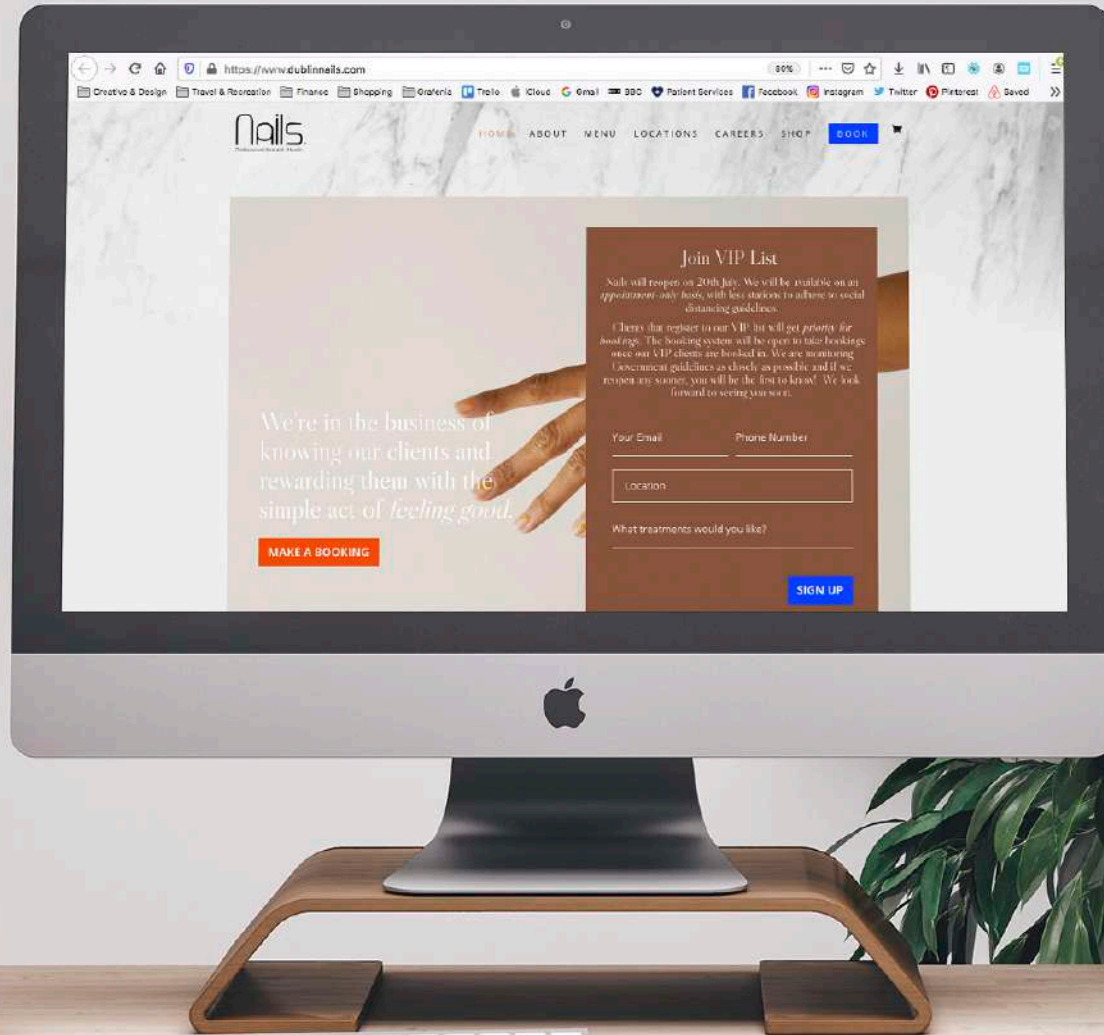 https://www.dublinnails.com
80%
Creative & Design Travel & Recreation Finance Shopping Grafenia Trello iCloud Gmail BBC Patient Services Facebook Instagram Twitter Pinterest Saved
Nails.
HOME ABOUT MENU LOCATIONS CAREERS SHOP BOOK
Join VIP List
Nails will reopen on 20th July. We will be available on an
appointment-only basis, with less stations to adhere to social
distancing guidelines.
Clients that register to our VIP list will get priority for
bookings. The booking system will be open to take bookings
once our VIP clients are booked in. We are monitoring
Government guidelines as closely as possible and if we
reopen any sooner, you will be the first to know! We look
forward to seeing you soon.
We're in the business of
knowing our clients and
rewarding them with the
simple act of feeling good.
MAKE A BOOKING
Your Email Phone Number
Location
What treatments would you like?
SIGN UP